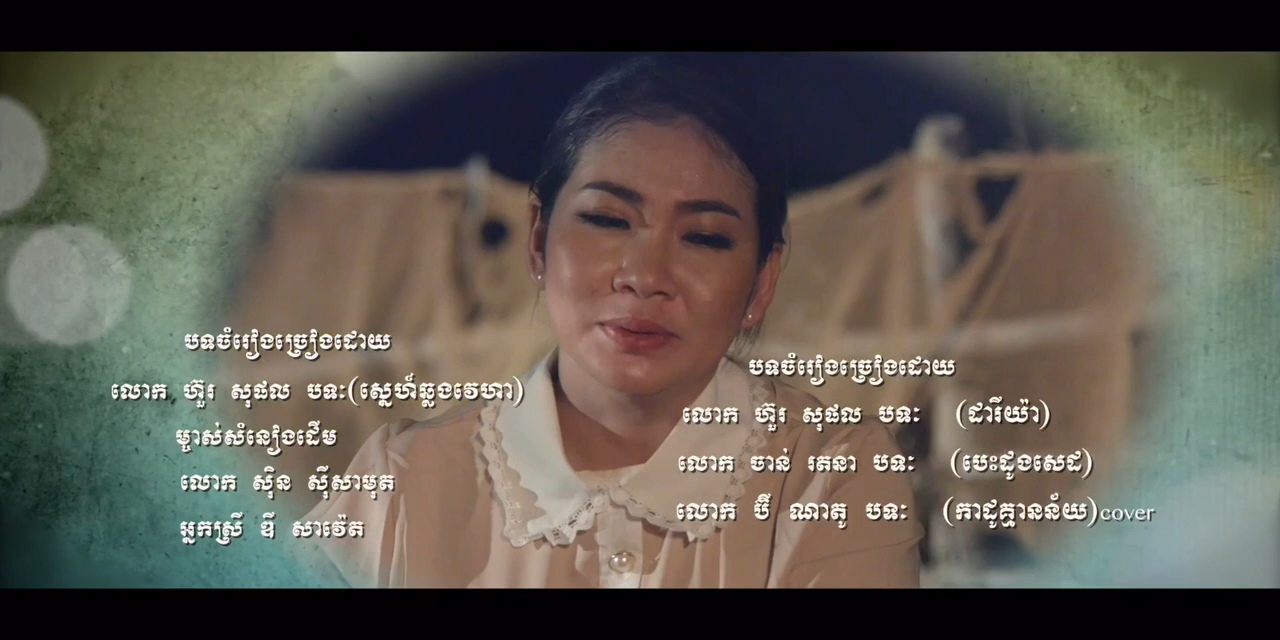 បទចំរៀងច្រៀងដោយ
លោក ហ៊ួរ សុផល បទៈ(ស្នេហ៍ឆ្លងវេហា)
ម្ចាស់សំនៀងដើម
លោក ស៊ិន ស៊ីសាមុត
អ្នកស្រី ឌី សាវ៉េត
បទចំរៀងច្រៀងដោយ
លោក ហ៊ួរ សុផល បទៈ (ដារីយ៉ា)
លោក ចាន់ រតនា បទៈ (បេះដូងសេដ)
លោក ប៊ី ណាតូ បទៈ (កាដូគ្មានន័យ)cover